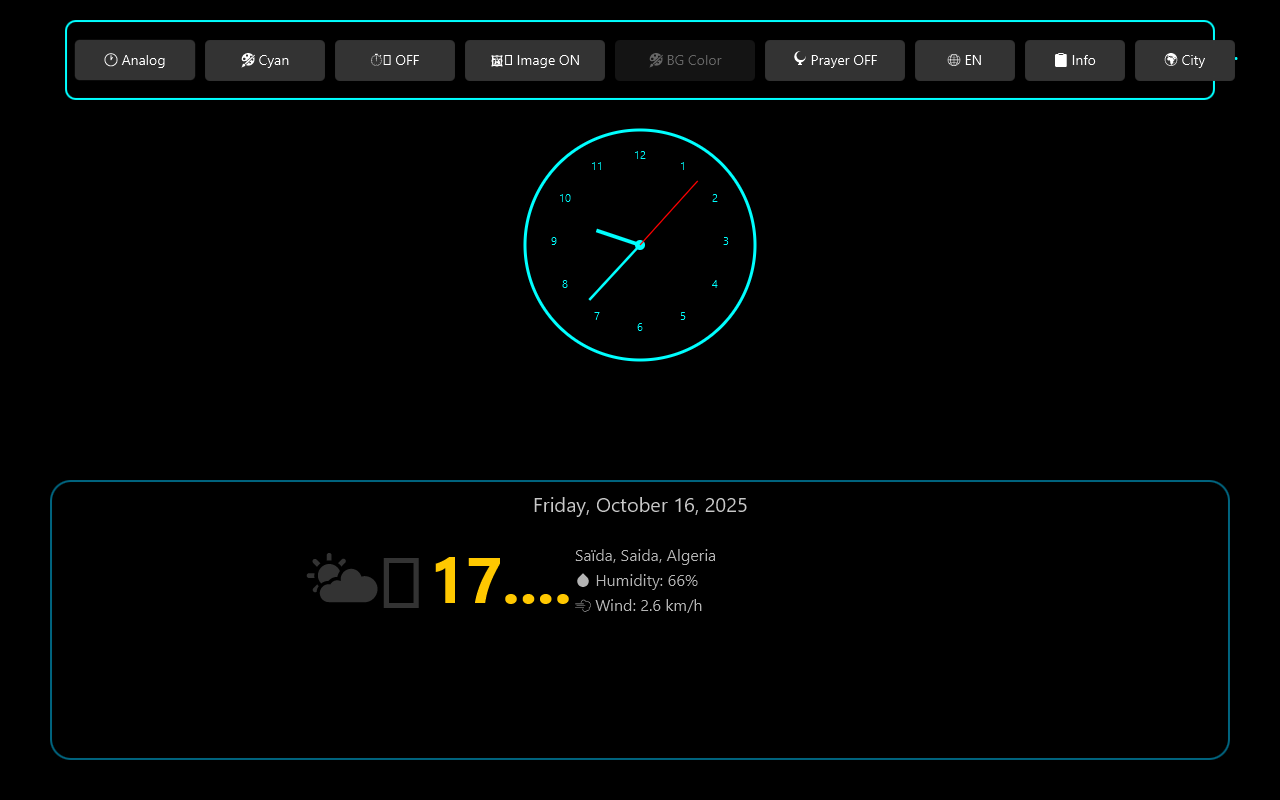 🕐 Analog
🎨 Cyan
⏱️ OFF
🖼️ Image ON
🎨 BG Color
🌙 Prayer OFF
🌐 EN
📋 Info
🌍 City
12
11
1
10
2
9
3
8
4
7
5
6
Friday, October 16, 2025
17....
Saïda, Saida, Algeria
💧 Humidity: 66%
💨 Wind: 2.6 km/h